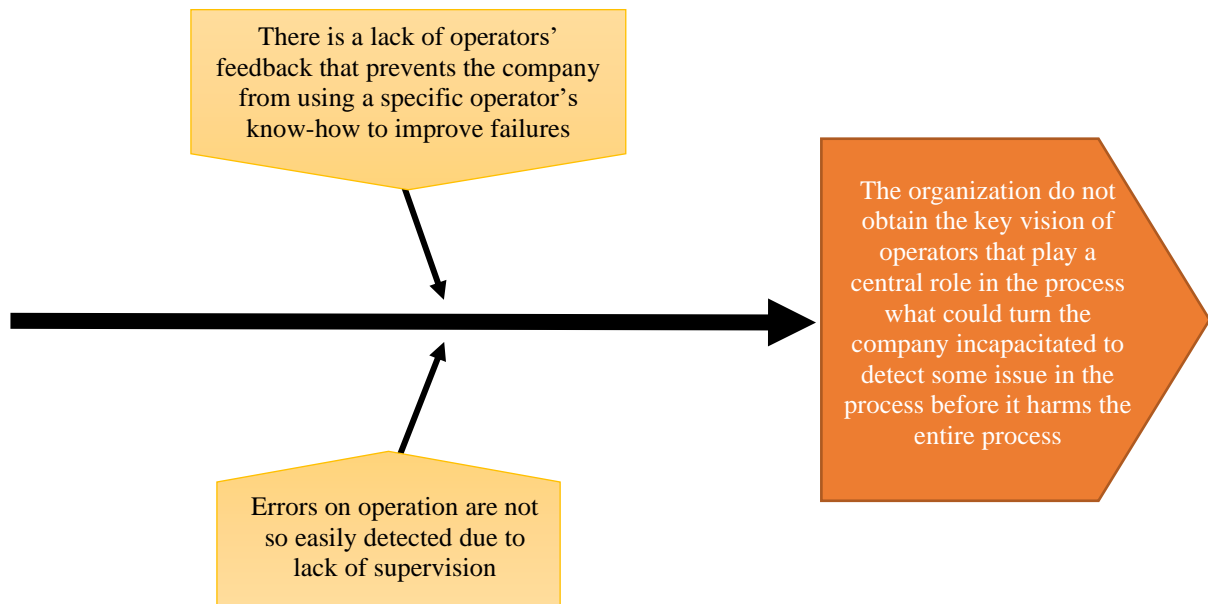 There is a lack of operators’
feedback that prevents the company
from using a specific operator’s
know-how to improve failures
The organization do not
obtain the key vision of
operators that play a
central role in the process
what could turn the
company incapacitated to
detect some issue in the
process before it harms the
entire process
Errors on operation are not
so easily detected due to
lack of supervision